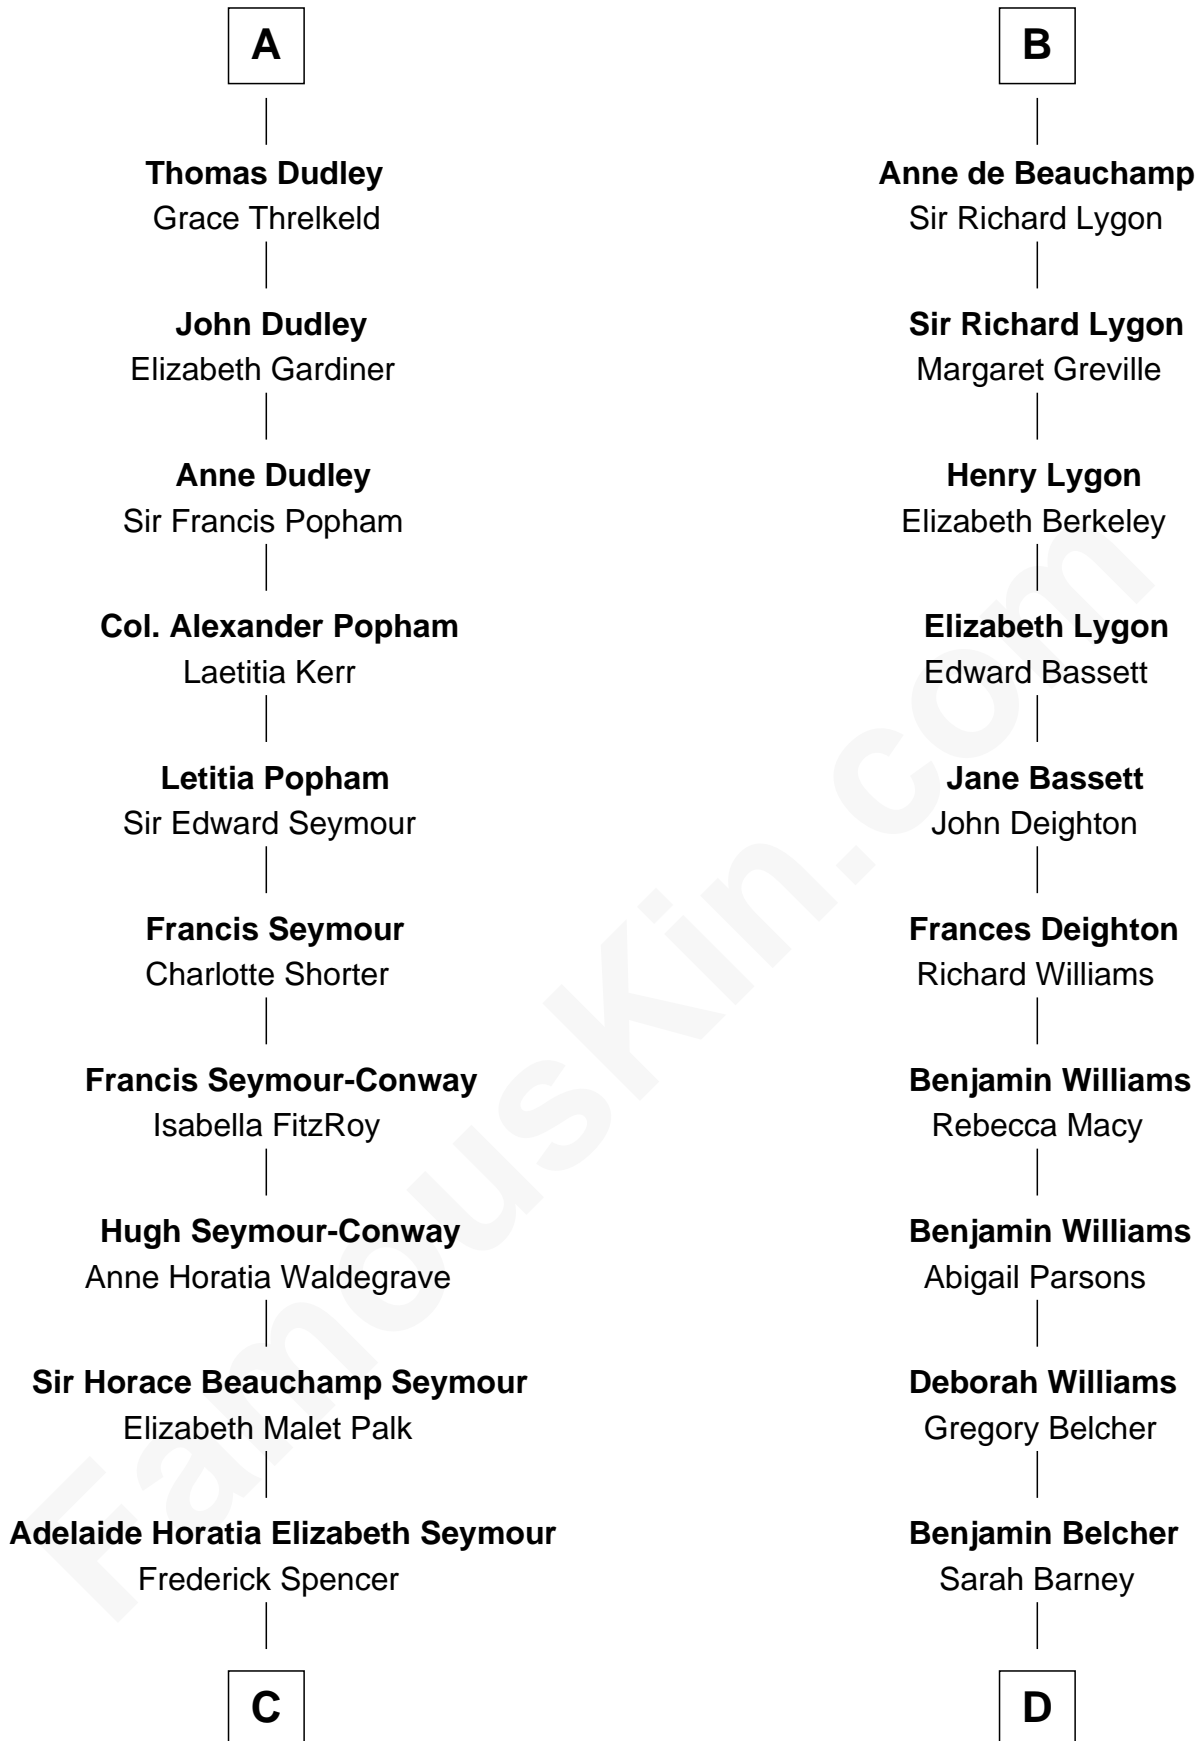 A
Thomas Dudley
Grace Threlkeld
John Dudley
Elizabeth Gardiner
Anne Dudley
Sir Francis Popham
Col. Alexander Popham
Laetitia Kerr
Letitia Popham
Sir Edward Seymour
Francis Seymour
Charlotte Shorter
Francis Seymour-Conway
Isabella FitzRoy
Hugh Seymour-Conway
Anne Horatia Waldegrave
Sir Horace Beauchamp Seymour
Elizabeth Malet Palk
Adelaide Horatia Elizabeth Seymour
Frederick Spencer
C
B
Anne de Beauchamp
Sir Richard Lygon
Sir Richard Lygon
Margaret Greville
Henry Lygon
Elizabeth Berkeley
Elizabeth Lygon
Edward Bassett
Jane Bassett
John Deighton
Frances Deighton
Richard Williams
Benjamin Williams
Rebecca Macy
Benjamin Williams
Abigail Parsons
Deborah Williams
Gregory Belcher
Benjamin Belcher
Sarah Barney
D
FamousKin.com